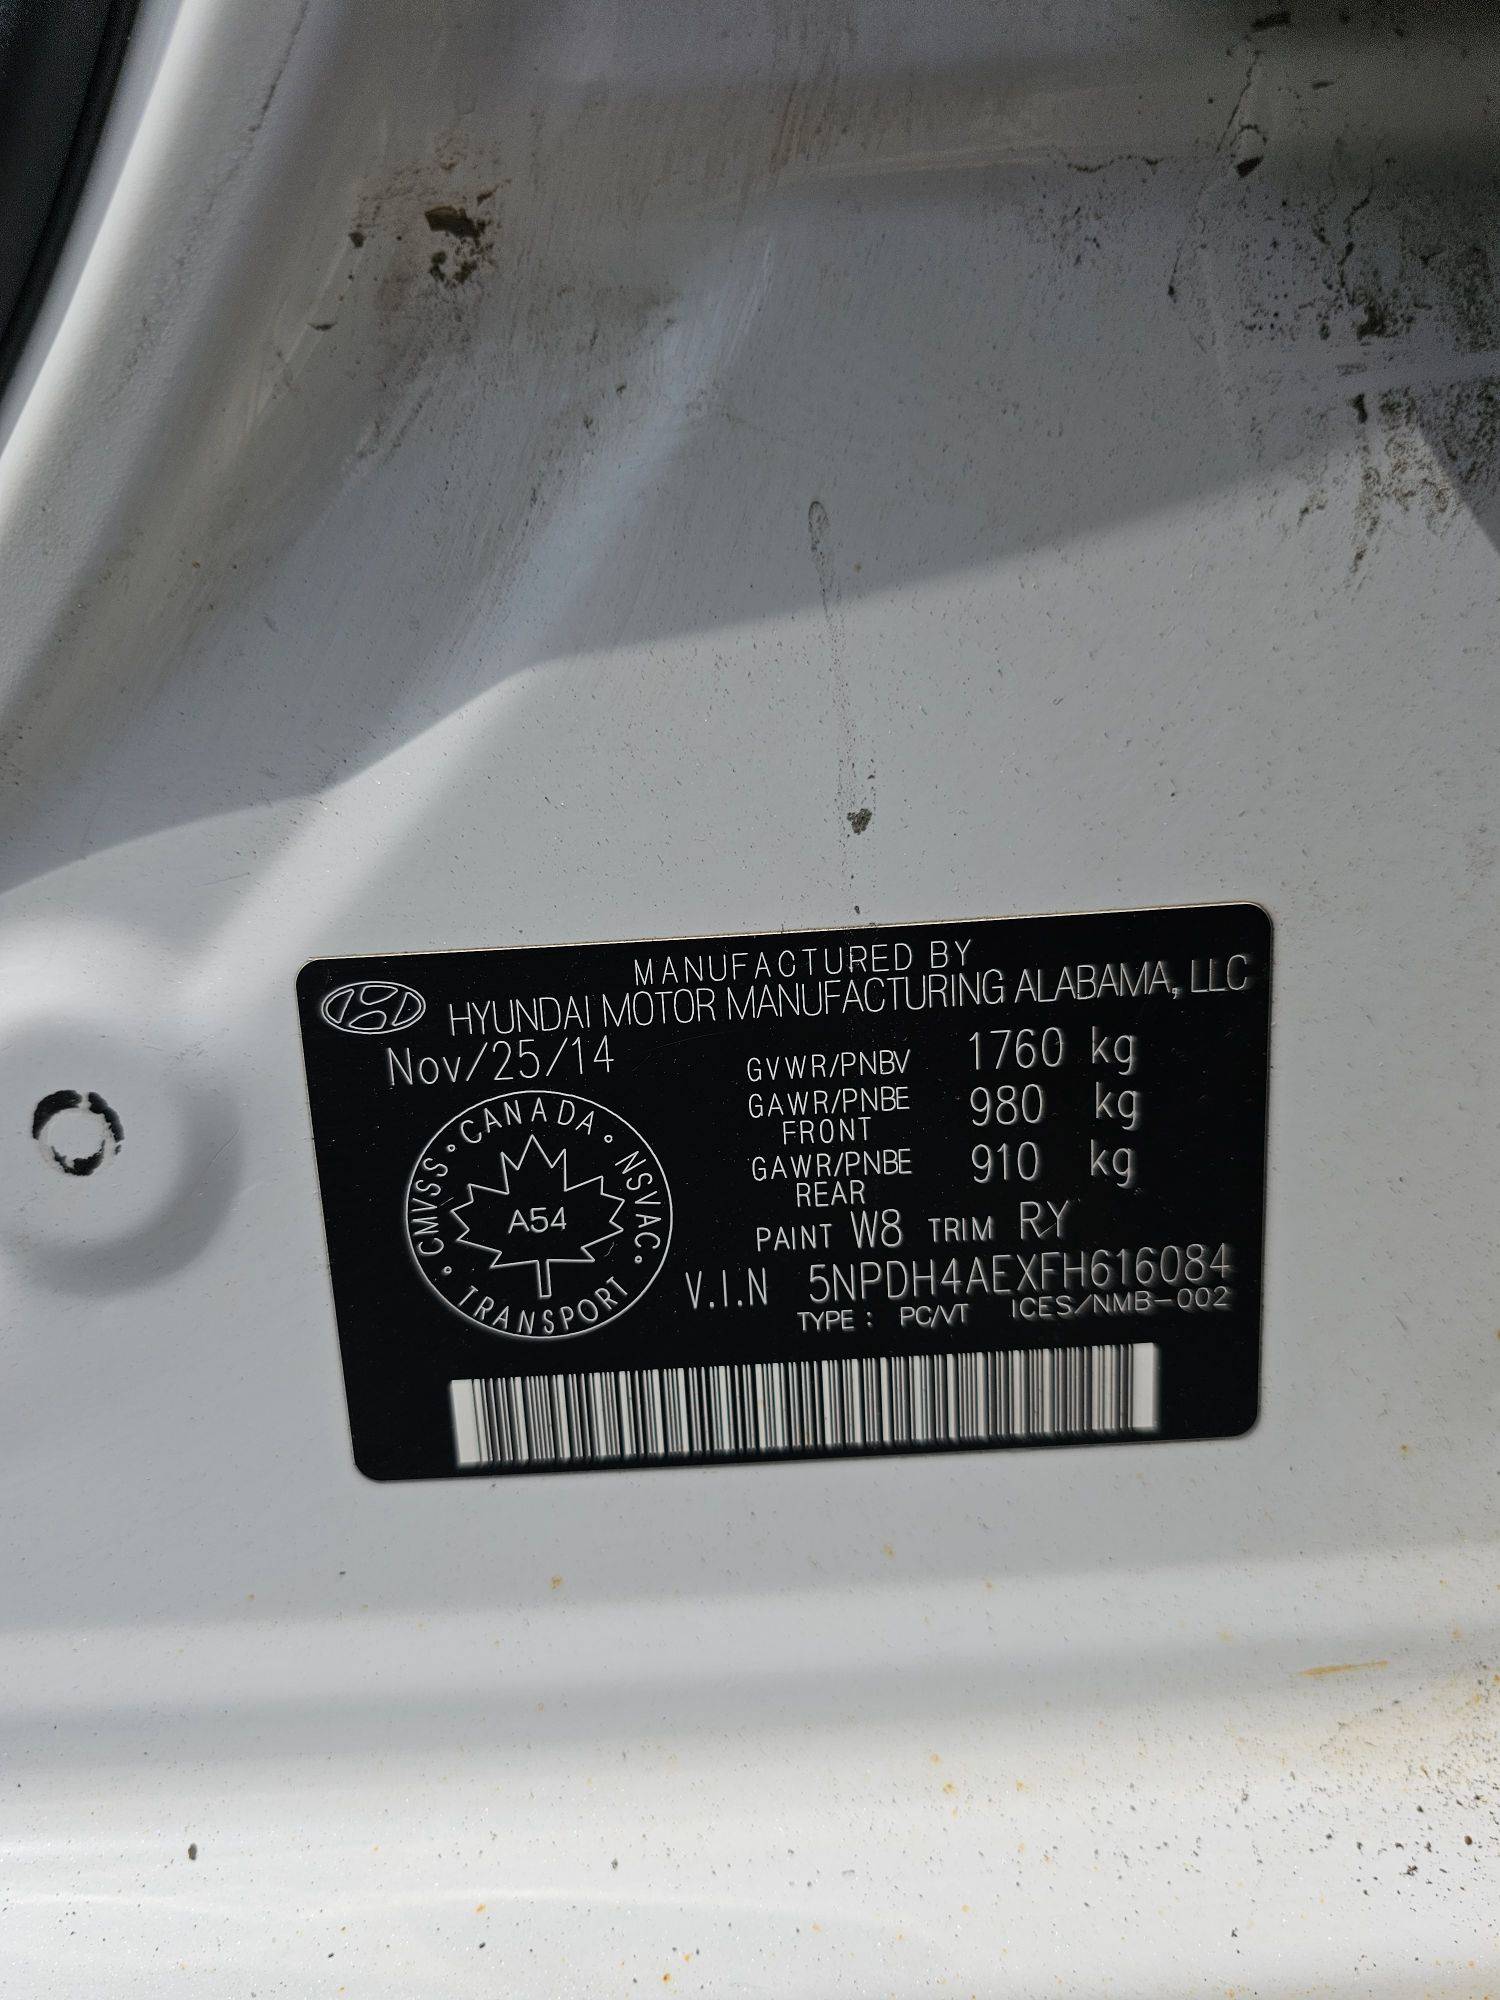 MANUFACTURED BY
HYUNDAI MOTOR MANUFACTURING ALABAMA, LLC
Nov/25/14
GVWR/PNBV 1760 kg
GAWR/PNBE FRONT 980 kg
GAWR/PNBE REAR 910 kg
PAINT W8 TRIM RY
V.I.N 5NPDH4AEXFH616084
TYPE : PC/VT ICES/NMB-002
CMVSS · CANADA · NSVAC · TRANSPORT ·
A54